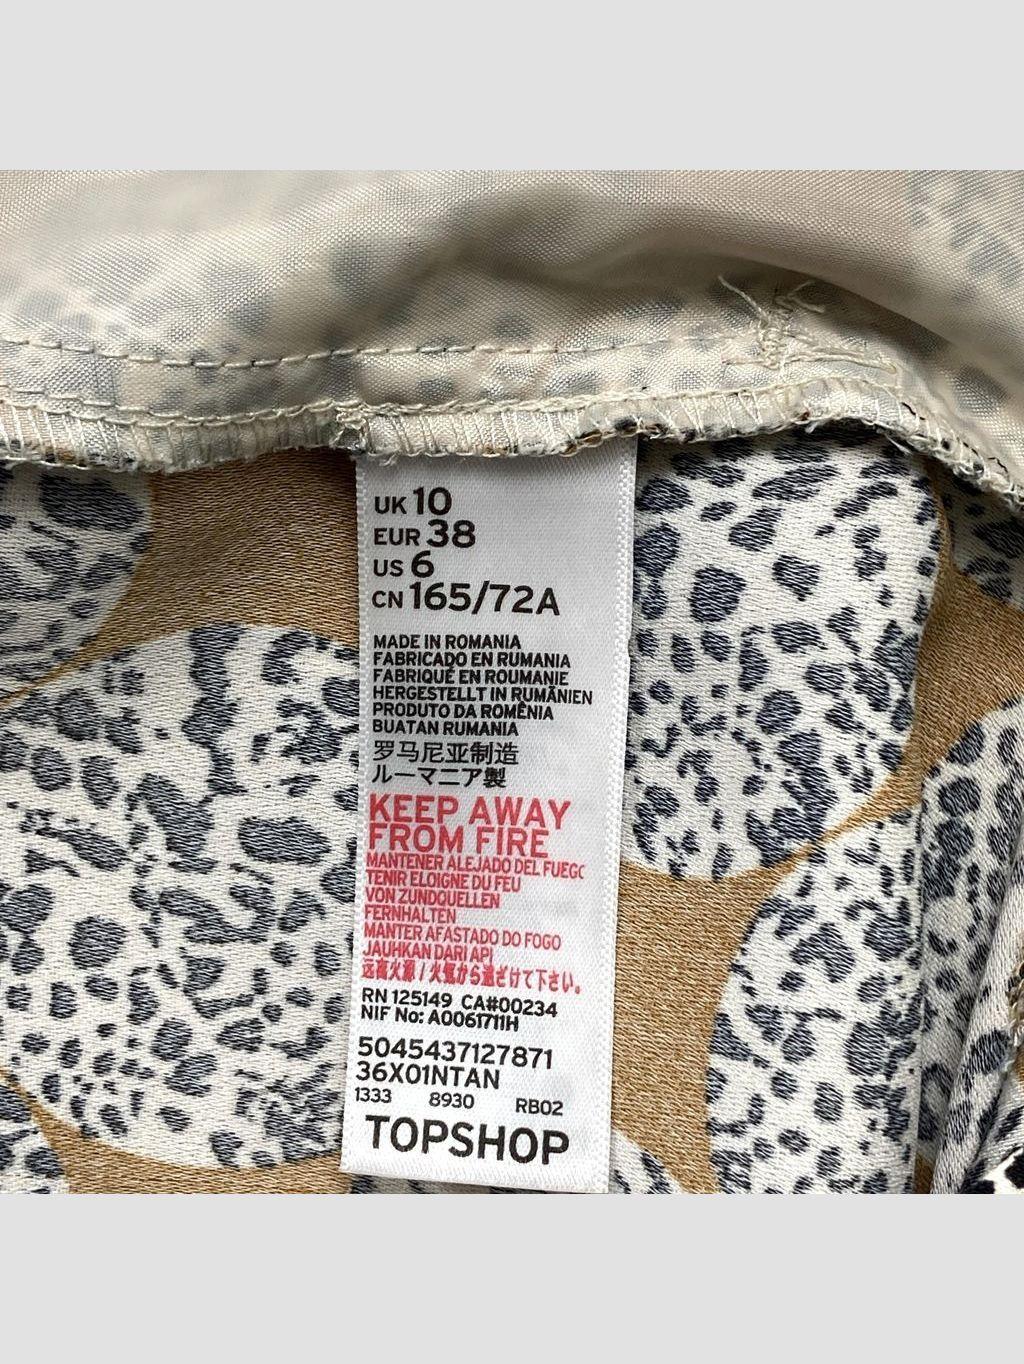 UK 10
EUR 38
US 6
CN 165/72A
MADE IN ROMANIA
FABRICADO EN RUMANIA
FABRIQUÉ EN ROUMANIE
HERGESTELLT IN RUMÄNIEN
PRODUTO DA ROMÊNIA
BUATAN RUMANIA
罗马尼亚制造
ルーマニア製
KEEP AWAY
FROM FIRE
MANTENER ALEJADO DEL FUEGO
TENIR ELOIGNE DU FEU
VON ZUNDQUELLEN
FERNHALTEN
MANTER AFASTADO DO FOGO
JAUHKAN DARI API
远离火源 / 火気から遠ざけて下さい。
RN 125149 CA#00234
NIF No: A0061711H
5045437127871
36X01NTAN
1333 8930 RB02
TOPSHOP